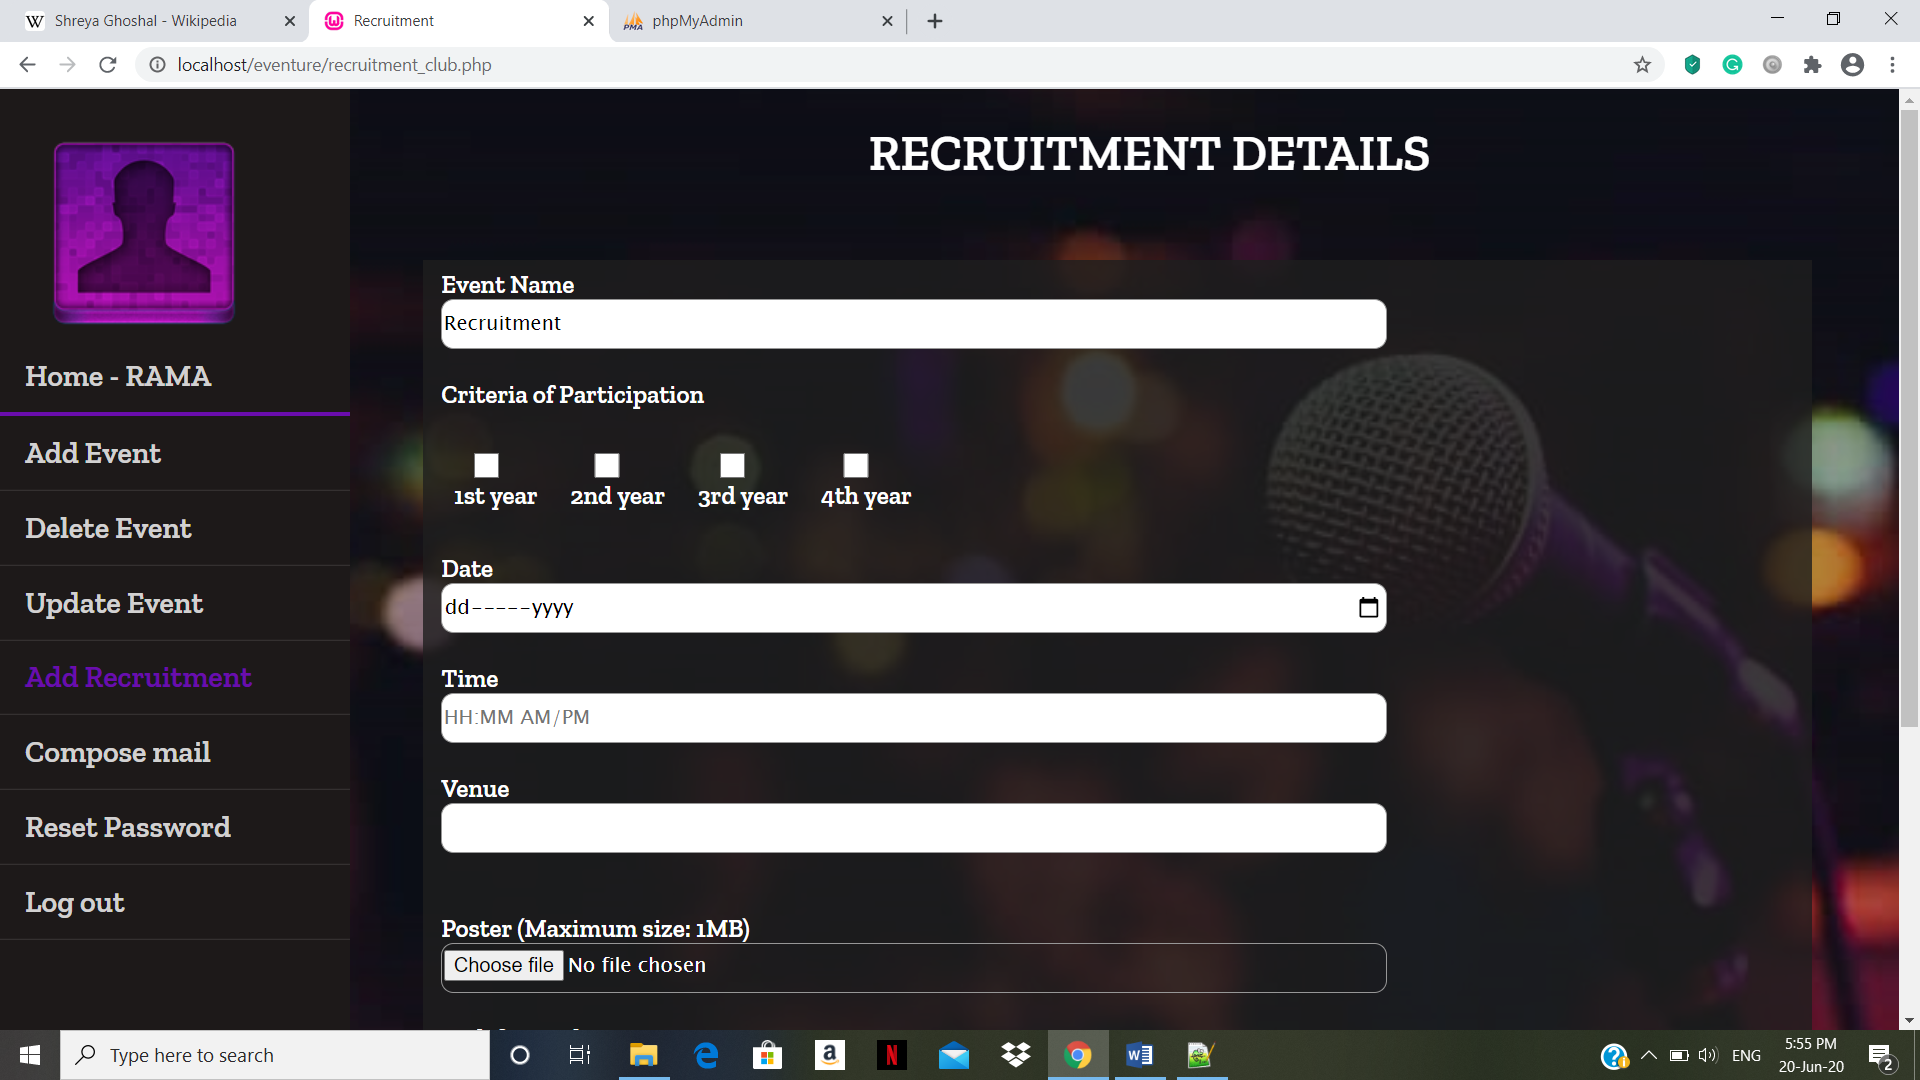 Shreya Ghoshal - Wikipedia
Recruitment
phpMyAdmin
localhost/eventure/recruitment_club.php
RECRUITMENT DETAILS
Home - RAMA
Add Event
Delete Event
Update Event
Add Recruitment
Compose mail
Reset Password
Log out
Event Name
Recruitment
Criteria of Participation
1st year 2nd year 3rd year 4th year
Date
dd-----yyyy
Time
HH:MM AM/PM
Venue
Poster (Maximum size: 1MB)
Choose file No file chosen
Type here to search
ENG
5:55 PM
20-Jun-20
2